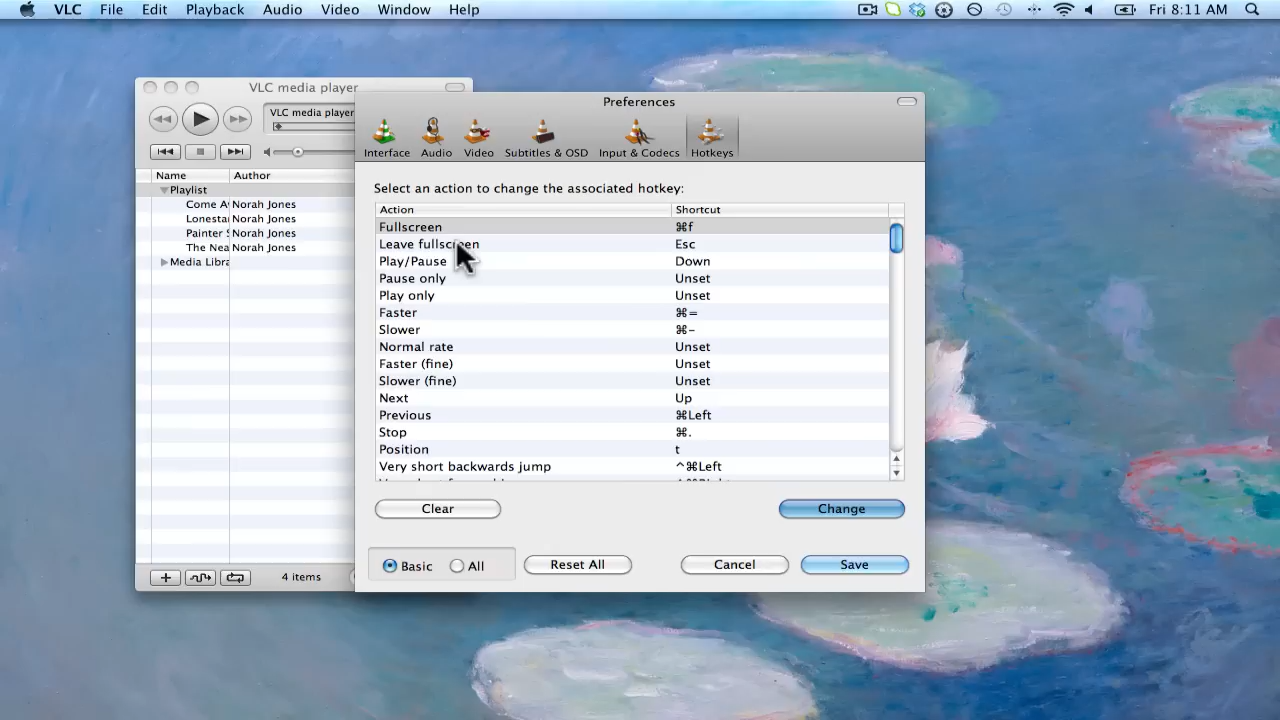 VLC File Edit Playback Audio Video Window Help Fri 8:11 AM
VLC media player
VLC media player
Name Author
Playlist
Come A Norah Jones
Lonesta Norah Jones
Painter Norah Jones
The Nea Norah Jones
Media Libra
4 items
Preferences
Interface Audio Video Subtitles & OSD Input & Codecs Hotkeys
Select an action to change the associated hotkey:
Action Shortcut
Fullscreen ⌘f
Leave fullscreen Esc
Play/Pause Down
Pause only Unset
Play only Unset
Faster ⌘=
Slower ⌘-
Normal rate Unset
Faster (fine) Unset
Slower (fine) Unset
Next Up
Previous ⌘Left
Stop ⌘.
Position t
Very short backwards jump ^⌘Left
Clear Change
Basic All Reset All Cancel Save